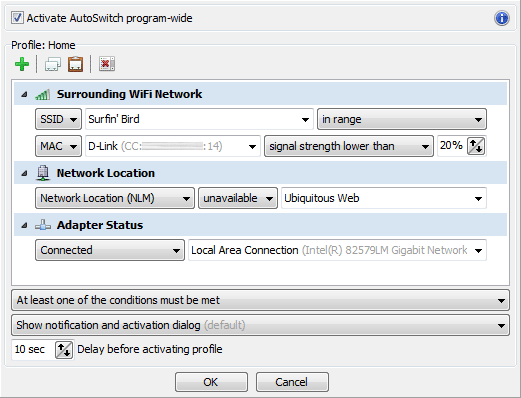 Activate AutoSwitch program-wide
Profile: Home
Surrounding WiFi Network
SSID Surfin' Bird in range
MAC D-Link (CC: :14) signal strength lower than 20%
Network Location
Network Location (NLM) unavailable Ubiquitous Web
Adapter Status
Connected Local Area Connection (Intel(R) 82579LM Gigabit Network
At least one of the conditions must be met
Show notification and activation dialog (default)
10 sec Delay before activating profile
OK Cancel